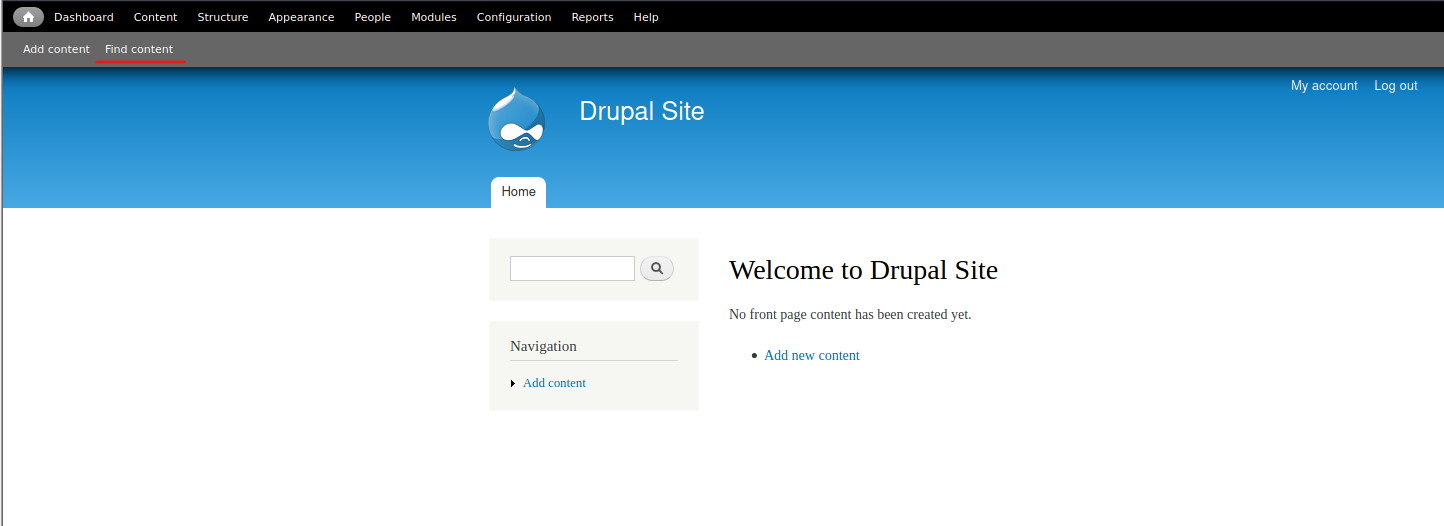 Dashboard Content Structure Appearance People Modules Configuration Reports Help
Add content Find content
My account Log out
Drupal Site
Home
Welcome to Drupal Site
No front page content has been created yet.
Add new content
Navigation
Add content